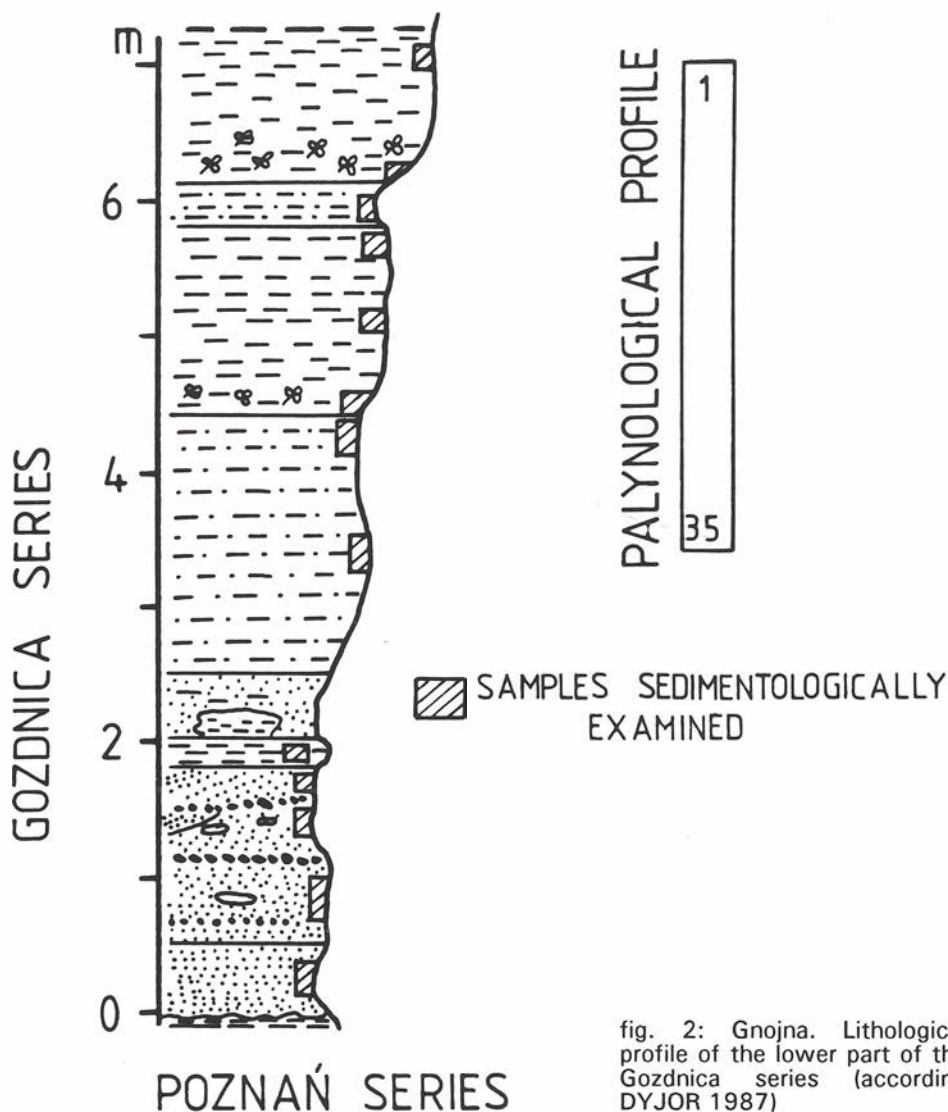 m
6
4
2
0
GOZDNICA SERIES
POZNAŃ SERIES
PALYNOLOGICAL PROFILE
1
35
SAMPLES SEDIMENTOLOGICALLY
EXAMINED
fig. 2: Gnojna. Lithologic
profile of the lower part of th
Gozdnica series (accordin
DYJOR 1987)